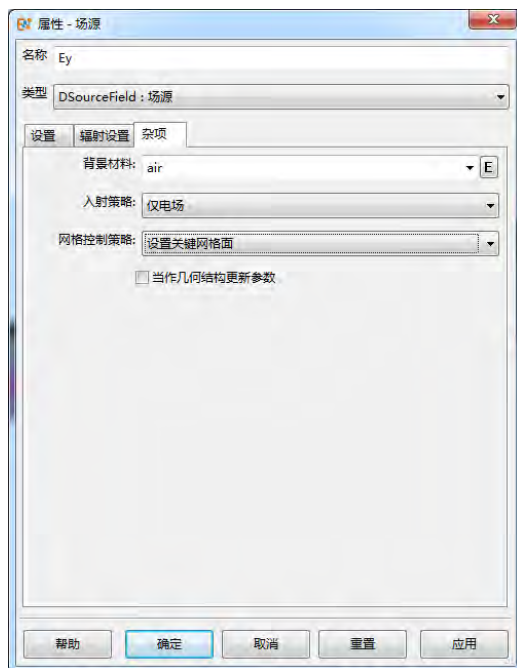 属性 - 场源
名称 Ey
类型 DSourceField : 场源
设置 辐射设置 杂项
背景材料: air E
入射策略: 仅电场
网格控制策略: 设置关键网格面
当作几何结构更新参数
帮助 确定 取消 重置 应用